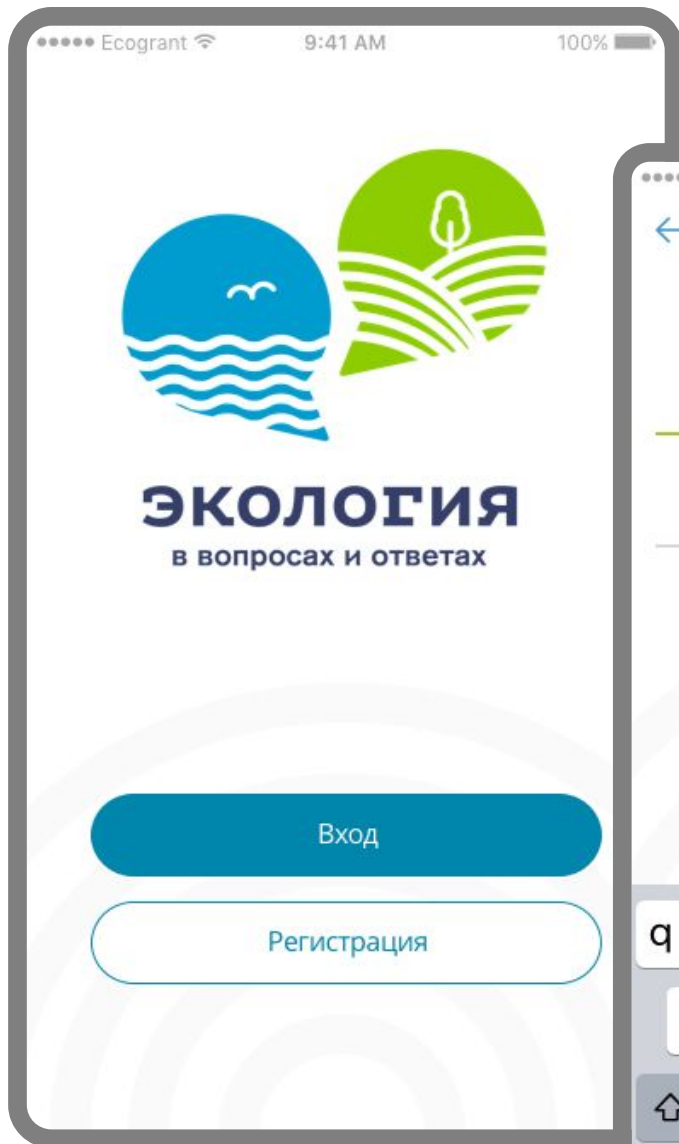 Ecogrant 9:41 AM 100%
экология
в вопросах и ответах
Вход
Регистрация
q